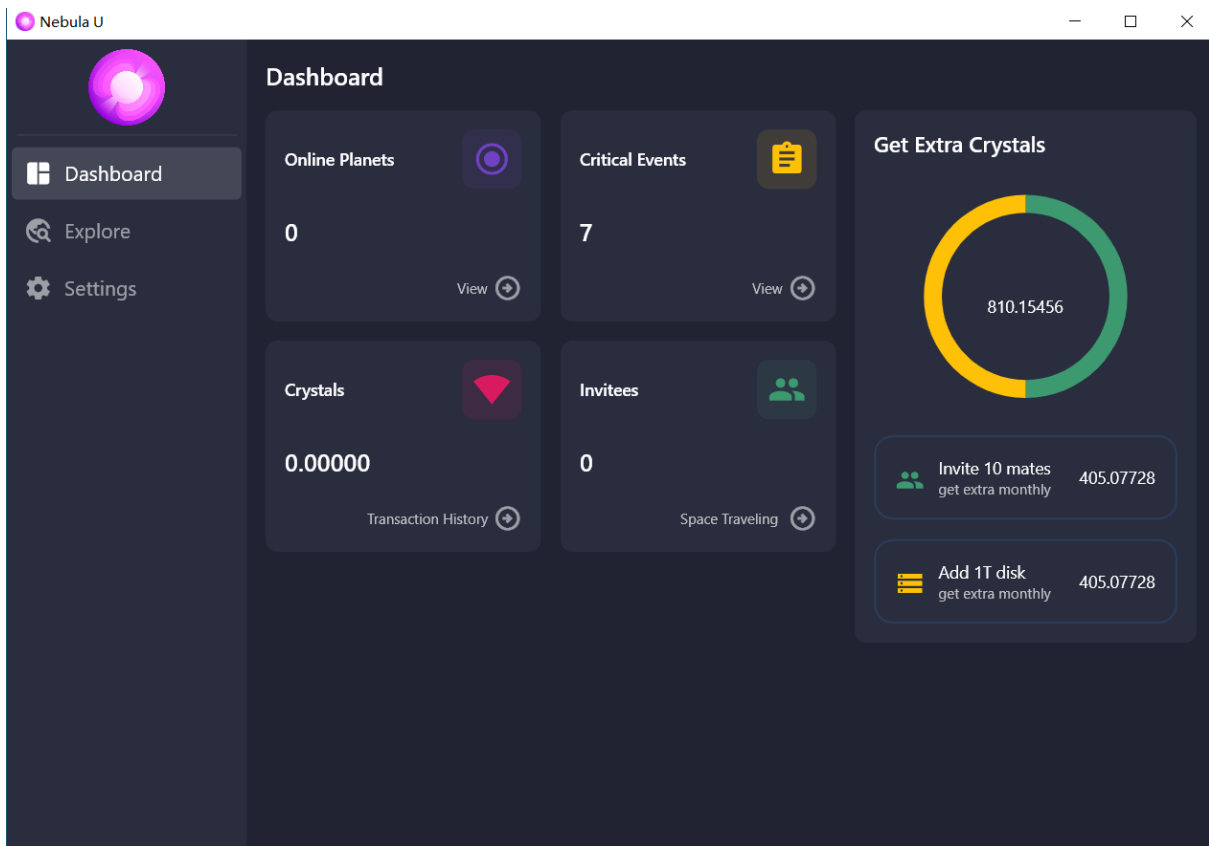 Nebula U
Dashboard
Explore
Settings
Dashboard
Online Planets
0
View
Critical Events
7
View
Crystals
0.00000
Transaction History
Invitees
0
Space Traveling
Get Extra Crystals
810.15456
Invite 10 mates
get extra monthly
405.07728
Add 1T disk
get extra monthly
405.07728